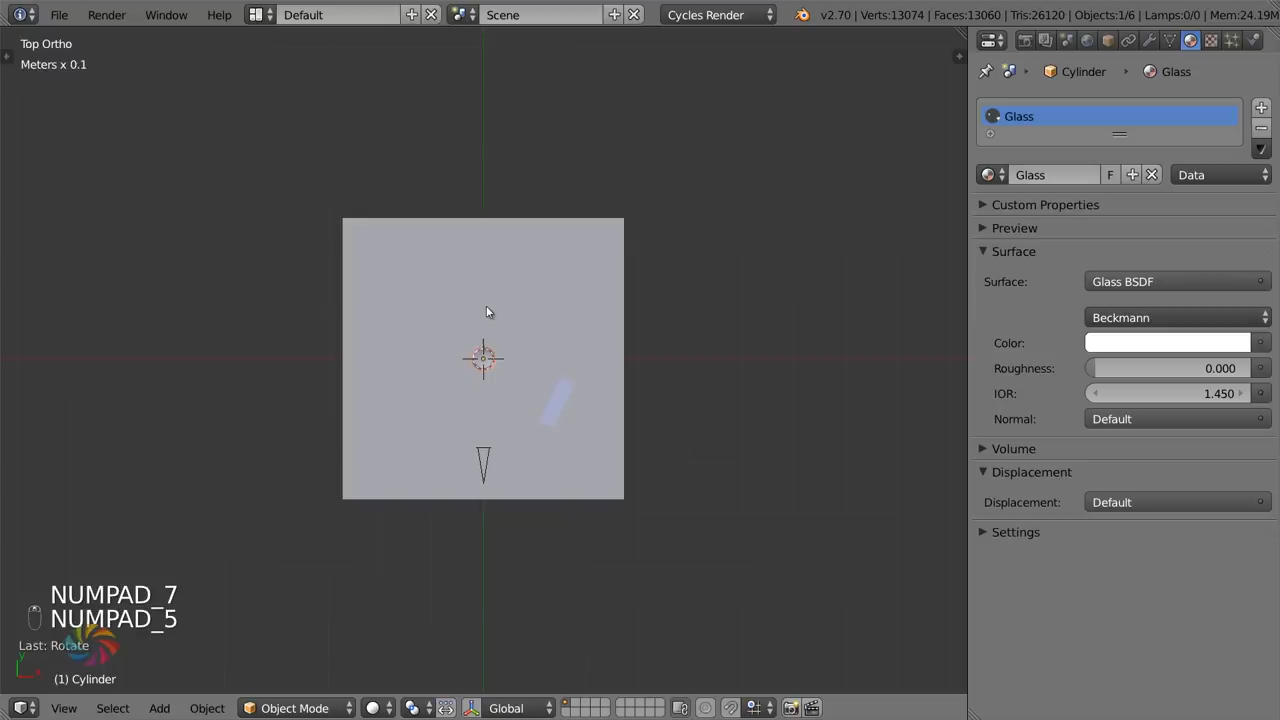 File Render Window Help Default Scene Cycles Render v2.70 | Verts:13074 | Faces:13060 | Tris:26120 | Objects:1/6 | Lamps:0/0 | Mem:24.19M
Top Ortho
Meters x 0.1
Cylinder Glass
Glass
Glass F Data
Custom Properties
Preview
Surface
Surface: Glass BSDF
Beckmann
Color:
Roughness: 0.000
IOR: 1.450
Normal: Default
Volume
Displacement
Displacement: Default
Settings
NUMPAD_7
NUMPAD_5
Last: Rotate
y
x
(1) Cylinder
View Select Add Object Object Mode Global